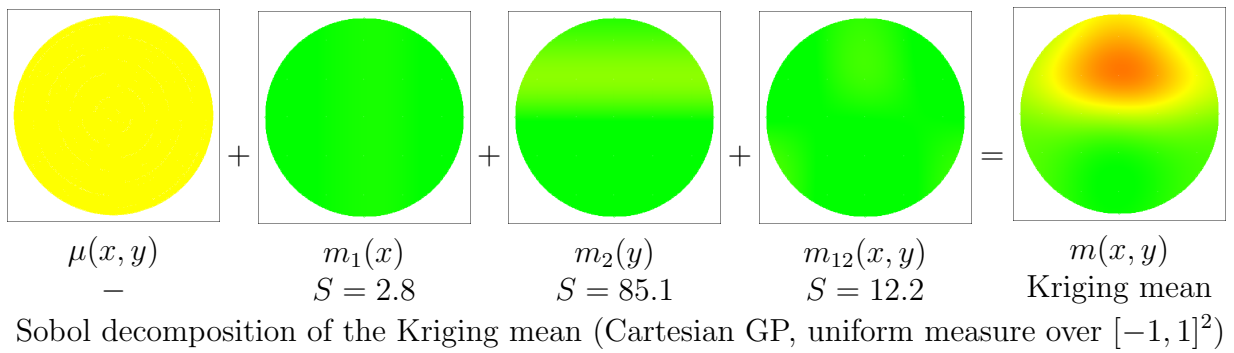 + + + =
μ(x, y) m₁(x) m₂(y) m₁₂(x, y) m(x, y)
− S = 2.8 S = 85.1 S = 12.2 Kriging mean
Sobol decomposition of the Kriging mean (Cartesian GP, uniform measure over [−1, 1]²)